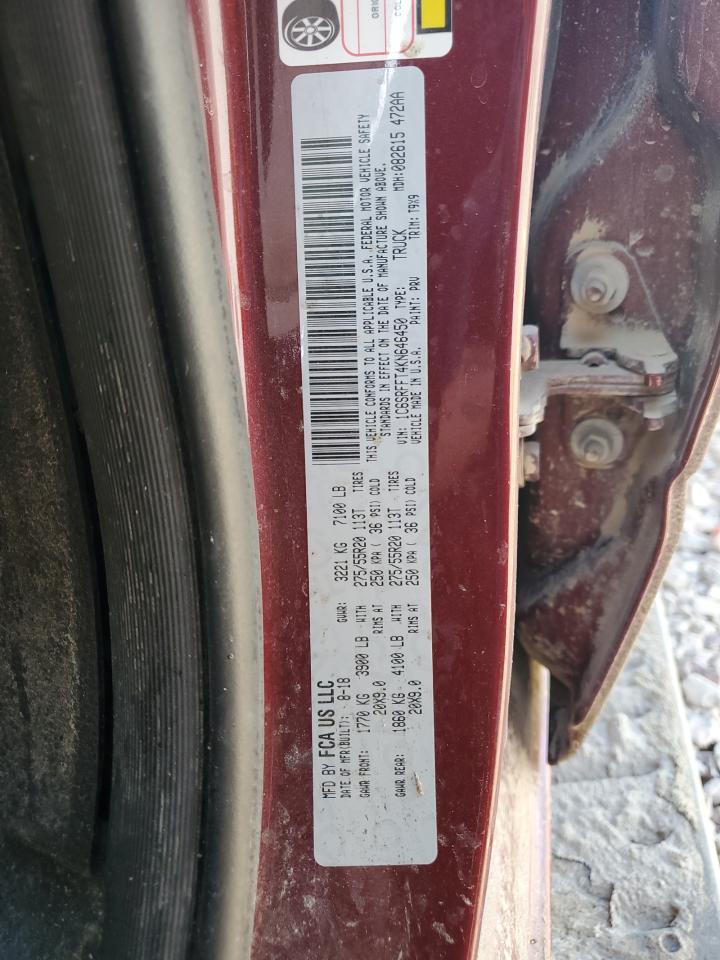 ORIG
COL
MFD BY FCA US LLC
DATE OF MFR(BUILT): 8-18 GVWR: 3221 KG 7100 LB
GAWR FRONT: 1770 KG 3900 LB WITH 275/55R20 113T TIRES
20X9.0 RIMS AT 250 KPA ( 36 PSI) COLD
GAWR REAR: 1860 KG 4100 LB WITH 275/55R20 113T TIRES
20X9.0 RIMS AT 250 KPA ( 36 PSI) COLD
THIS VEHICLE CONFORMS TO ALL APPLICABLE U.S.A. FEDERAL MOTOR VEHICLE SAFETY
STANDARDS IN EFFECT ON THE DATE OF MANUFACTURE SHOWN ABOVE.
VIN: 1C6SRFFT4KN646450 TYPE: TRUCK MDH:082615 472AA
VEHICLE MADE IN U.S.A. PAINT: PRV TRIM: T9X9